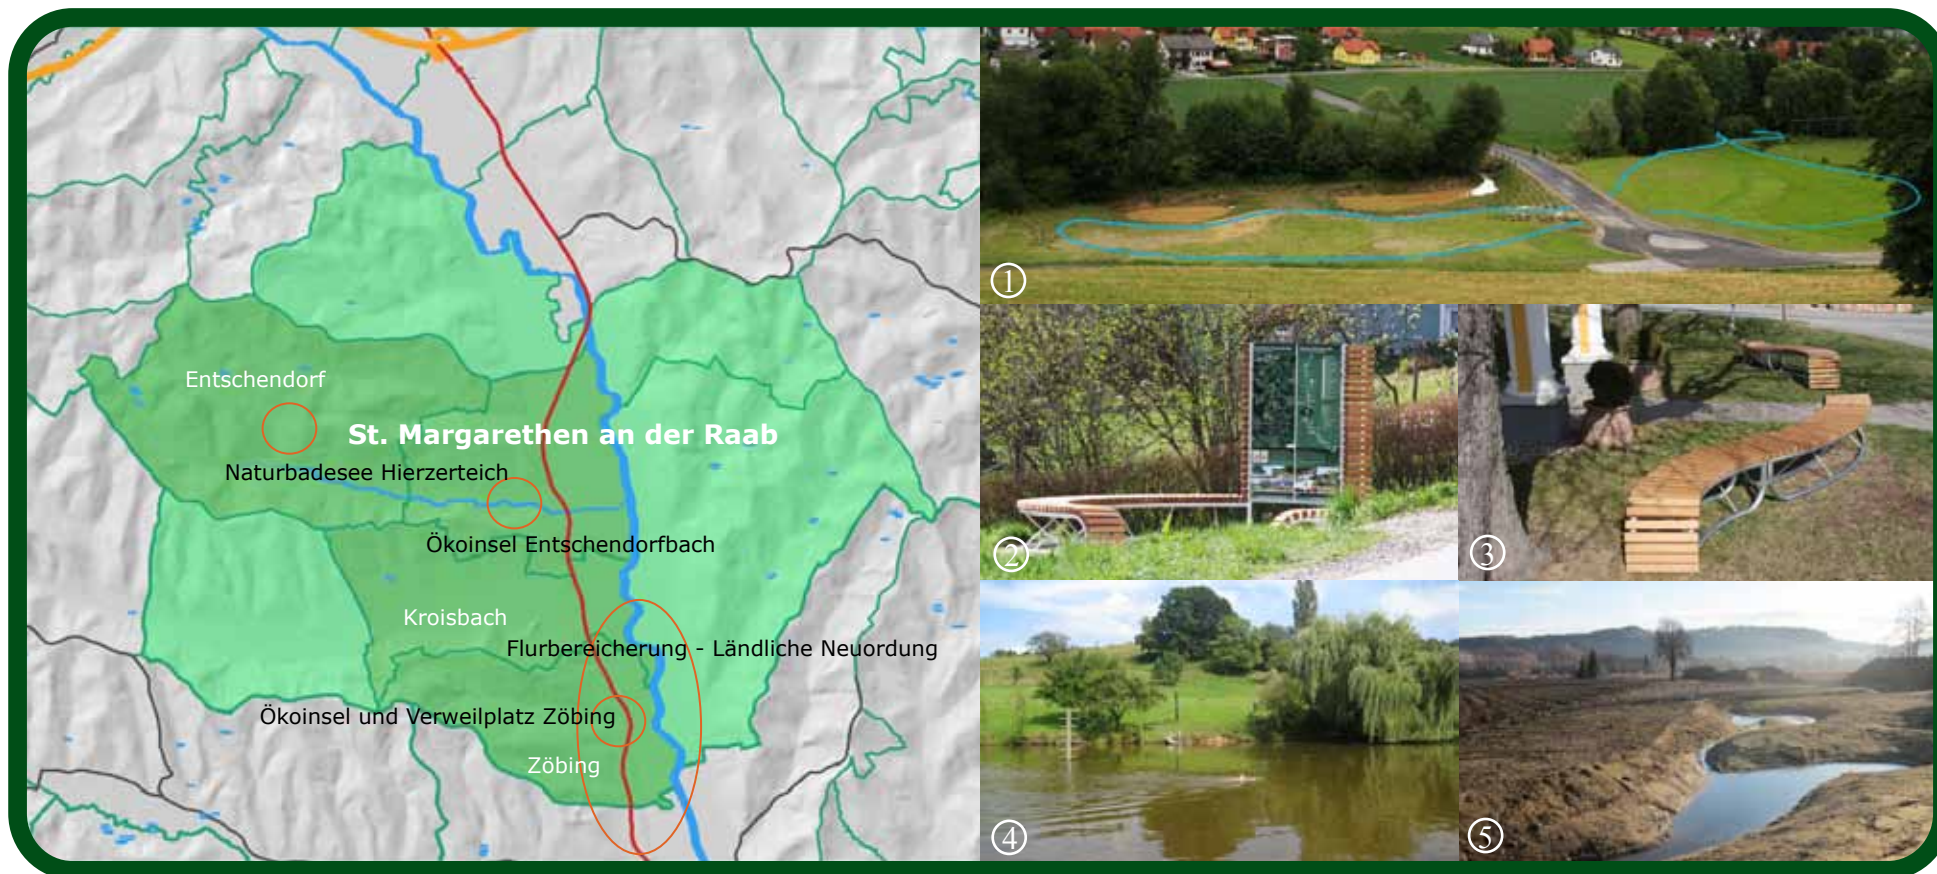 Entschendorf
St. Margarethen an der Raab
Naturbadesee Hierzerteich
Ökoinsel Entschendorfbach
Kroisbach
Flurbereicherung - Ländliche Neuordung
Ökoinsel und Verweilplatz Zöbing
Zöbing
①
②
③
④
⑤